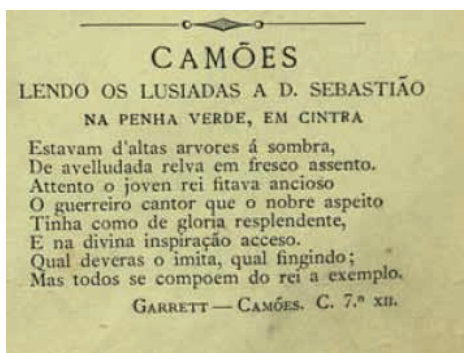 CAMÕES
LENDO OS LUSIADAS A D. SEBASTIÃO
NA PENHA VERDE, EM CINTRA
Estavam d'altas arvores á sombra,
De avelludada relva em fresco assento.
Attento o joven rei fitava ancioso
O guerreiro cantor que o nobre aspeito
Tinha como de gloria resplendente,
E na divina inspiração acceso.
Qual deveras o imita, qual fingindo;
Mas todos se compoem do rei a exemplo.
GARRETT — CAMÕES. C. 7.º XII.